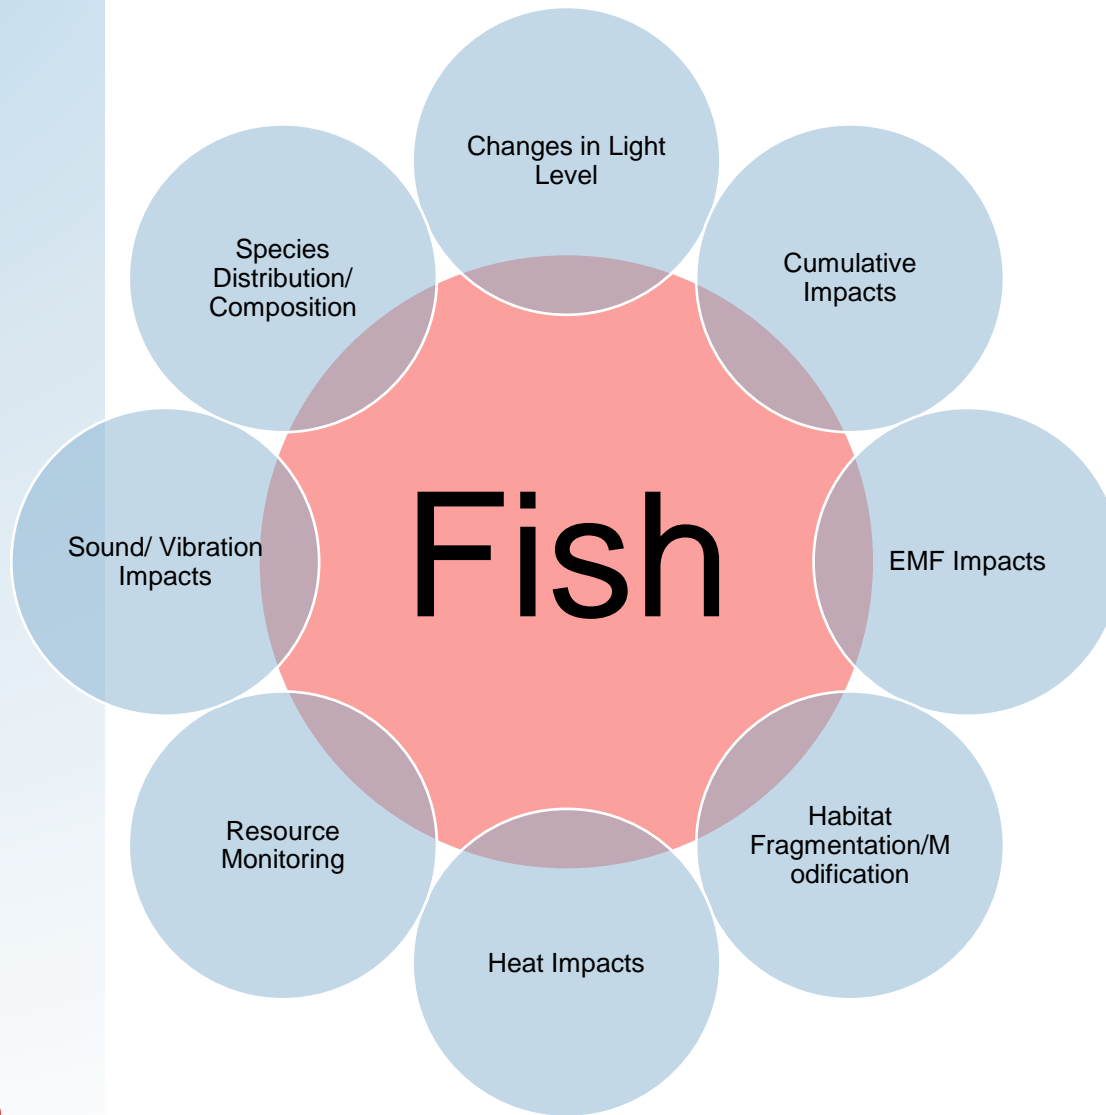 Changes in Light
Level
Cumulative
Impacts
EMF Impacts
Habitat
Fragmentation/M
odification
Heat Impacts
Resource
Monitoring
Sound/ Vibration
Impacts
Species
Distribution/
Composition
Fish